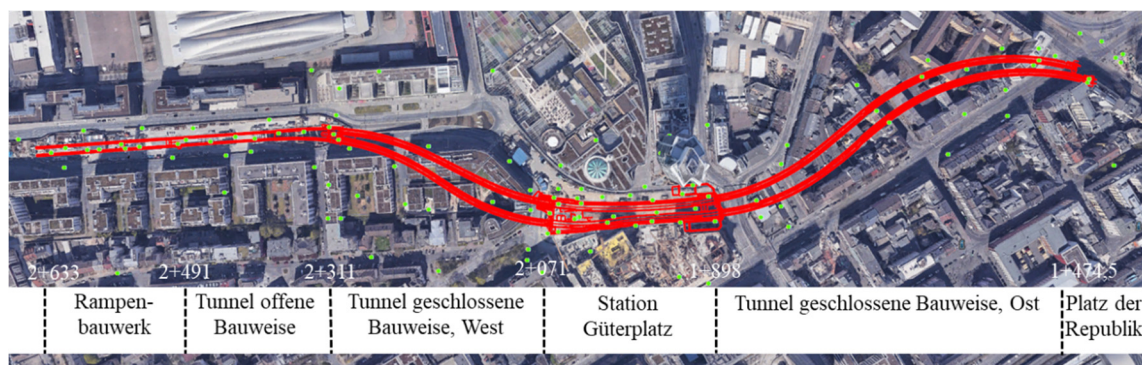 2+633 2+491 2+311 2+071 1+898 1+474.5
Rampen- Tunnel offene Tunnel geschlossene Station Tunnel geschlossene Bauweise, Ost Platz der
bauwerk Bauweise Bauweise, West Güterplatz Republik